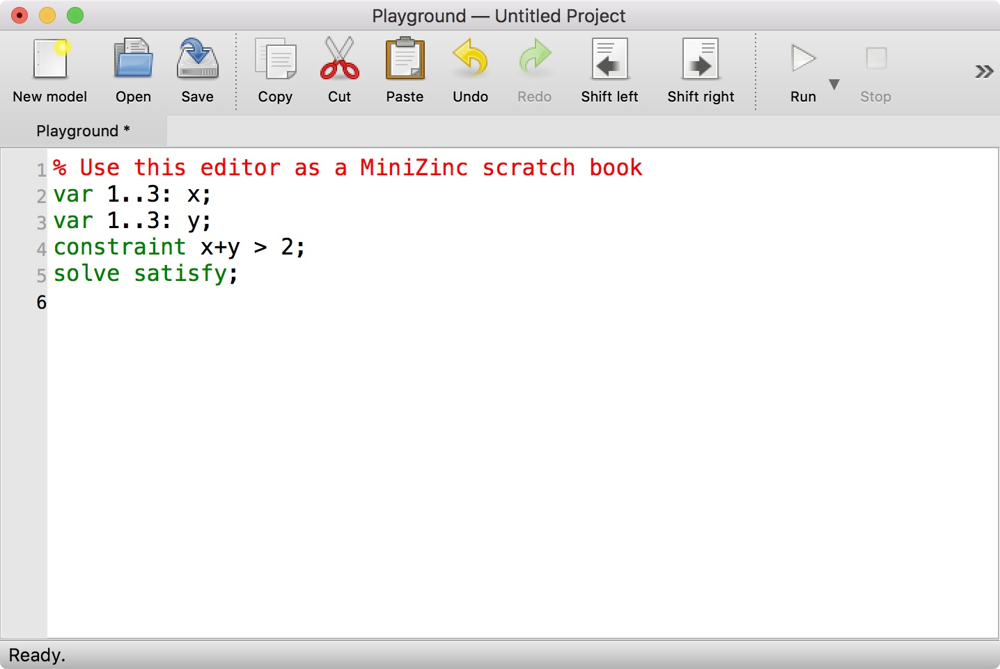 Playground — Untitled Project
New model Open Save Copy Cut Paste Undo Redo Shift left Shift right Run Stop
Playground *
1 % Use this editor as a MiniZinc scratch book
2 var 1..3: x;
3 var 1..3: y;
4 constraint x+y > 2;
5 solve satisfy;
6
Ready.